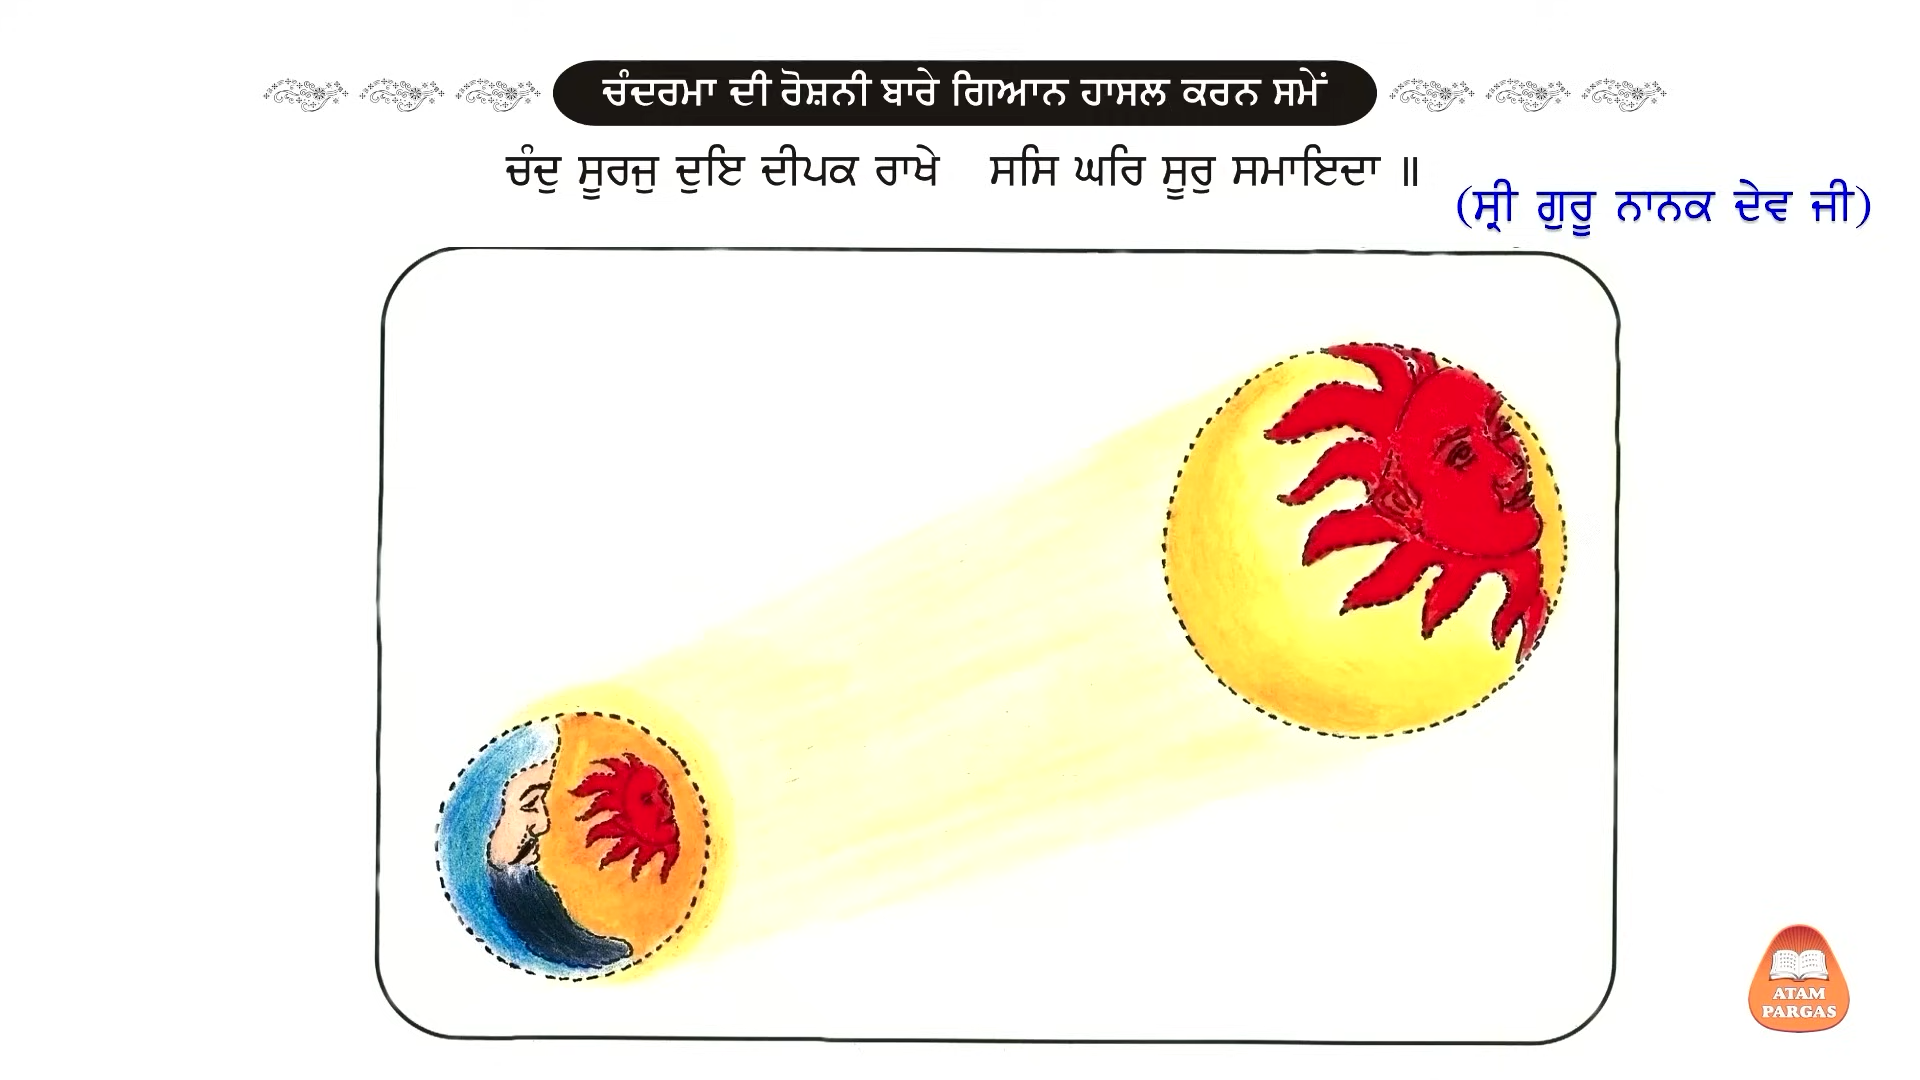 ਚੰਦਰਮਾ ਦੀ ਰੋਸ਼ਨੀ ਬਾਰੇ ਗਿਆਨ ਹਾਸਲ ਕਰਨ ਸਮੇਂ
ਚੰਦੁ ਸੂਰਜੁ ਦੁਇ ਦੀਪਕ ਰਾਖੇ ਸਸਿ ਘਰਿ ਸੂਰੁ ਸਮਾਇਦਾ ॥
(ਸ੍ਰੀ ਗੁਰੂ ਨਾਨਕ ਦੇਵ ਜੀ)
ATAM
PARGAS